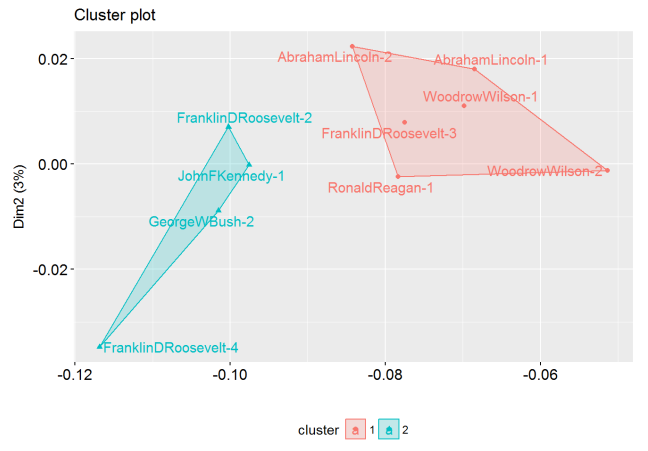 Cluster plot
AbrahamLincoln-2
AbrahamLincoln-1
WoodrowWilson-1
FranklinDRoosevelt-2
FranklinDRoosevelt-3
JohnFKennedy-1
WoodrowWilson-2
RonaldReagan-1
GeorgeWBush-2
FranklinDRoosevelt-4
Dim2 (3%)
0.02
0.00
-0.02
-0.12
-0.10
-0.08
-0.06
cluster a 1 a 2